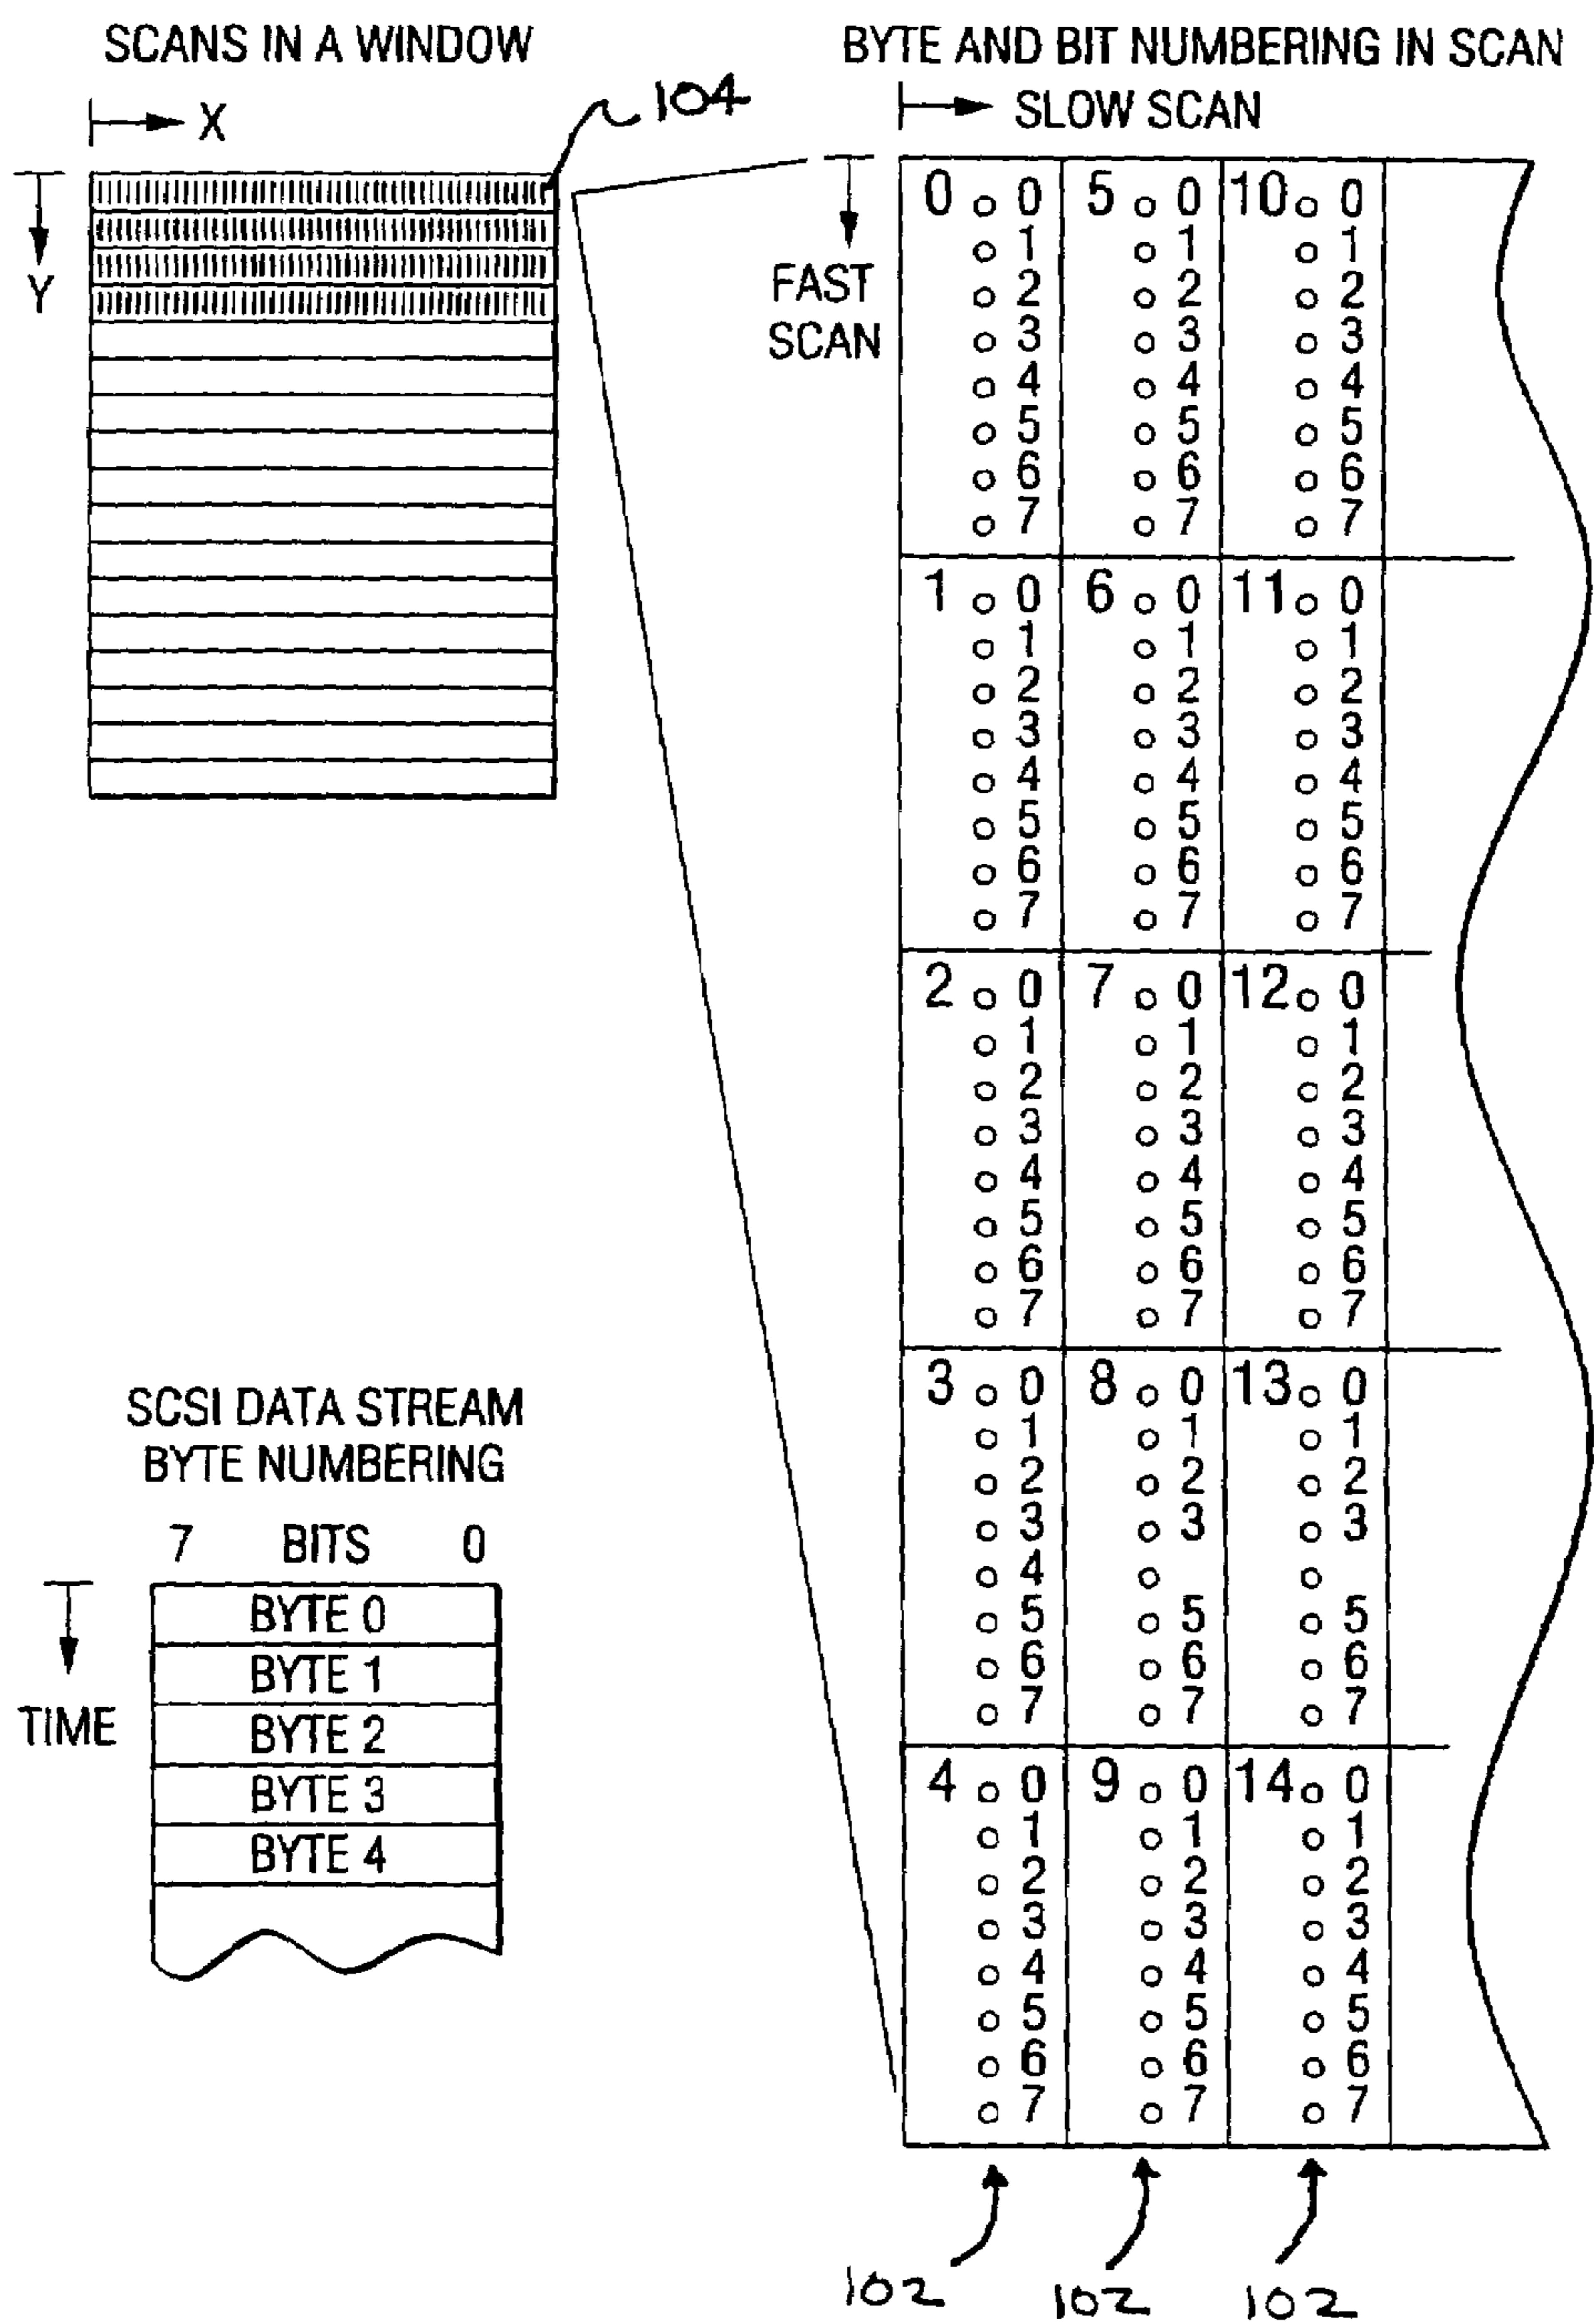 SCANS IN A WINDOW
X
104
Y
BYTE AND BIT NUMBERING IN SCAN
SLOW SCAN
FAST
SCAN
0 0 5 0 10 0
1 1 1
2 2 2
3 3 3
4 4 4
5 5 5
6 6 6
7 7 7
1 0 6 0 11 0
1 1 1
2 2 2
3 3 3
4 4 4
5 5 5
6 6 6
7 7 7
2 0 7 0 12 0
1 1 1
2 2 2
3 3 3
4 4 4
5 5 5
6 6 6
7 7 7
3 0 8 0 13 0
1 1 1
2 2 2
3 3 3
4
5 5 5
6 6 6
7 7 7
4 0 9 0 14 0
1 1 1
2 2 2
3 3 3
4 4 4
5 5 5
6 6 6
7 7 7
102 102 102
SCSI DATA STREAM
BYTE NUMBERING
7 BITS 0
TIME
BYTE 0
BYTE 1
BYTE 2
BYTE 3
BYTE 4